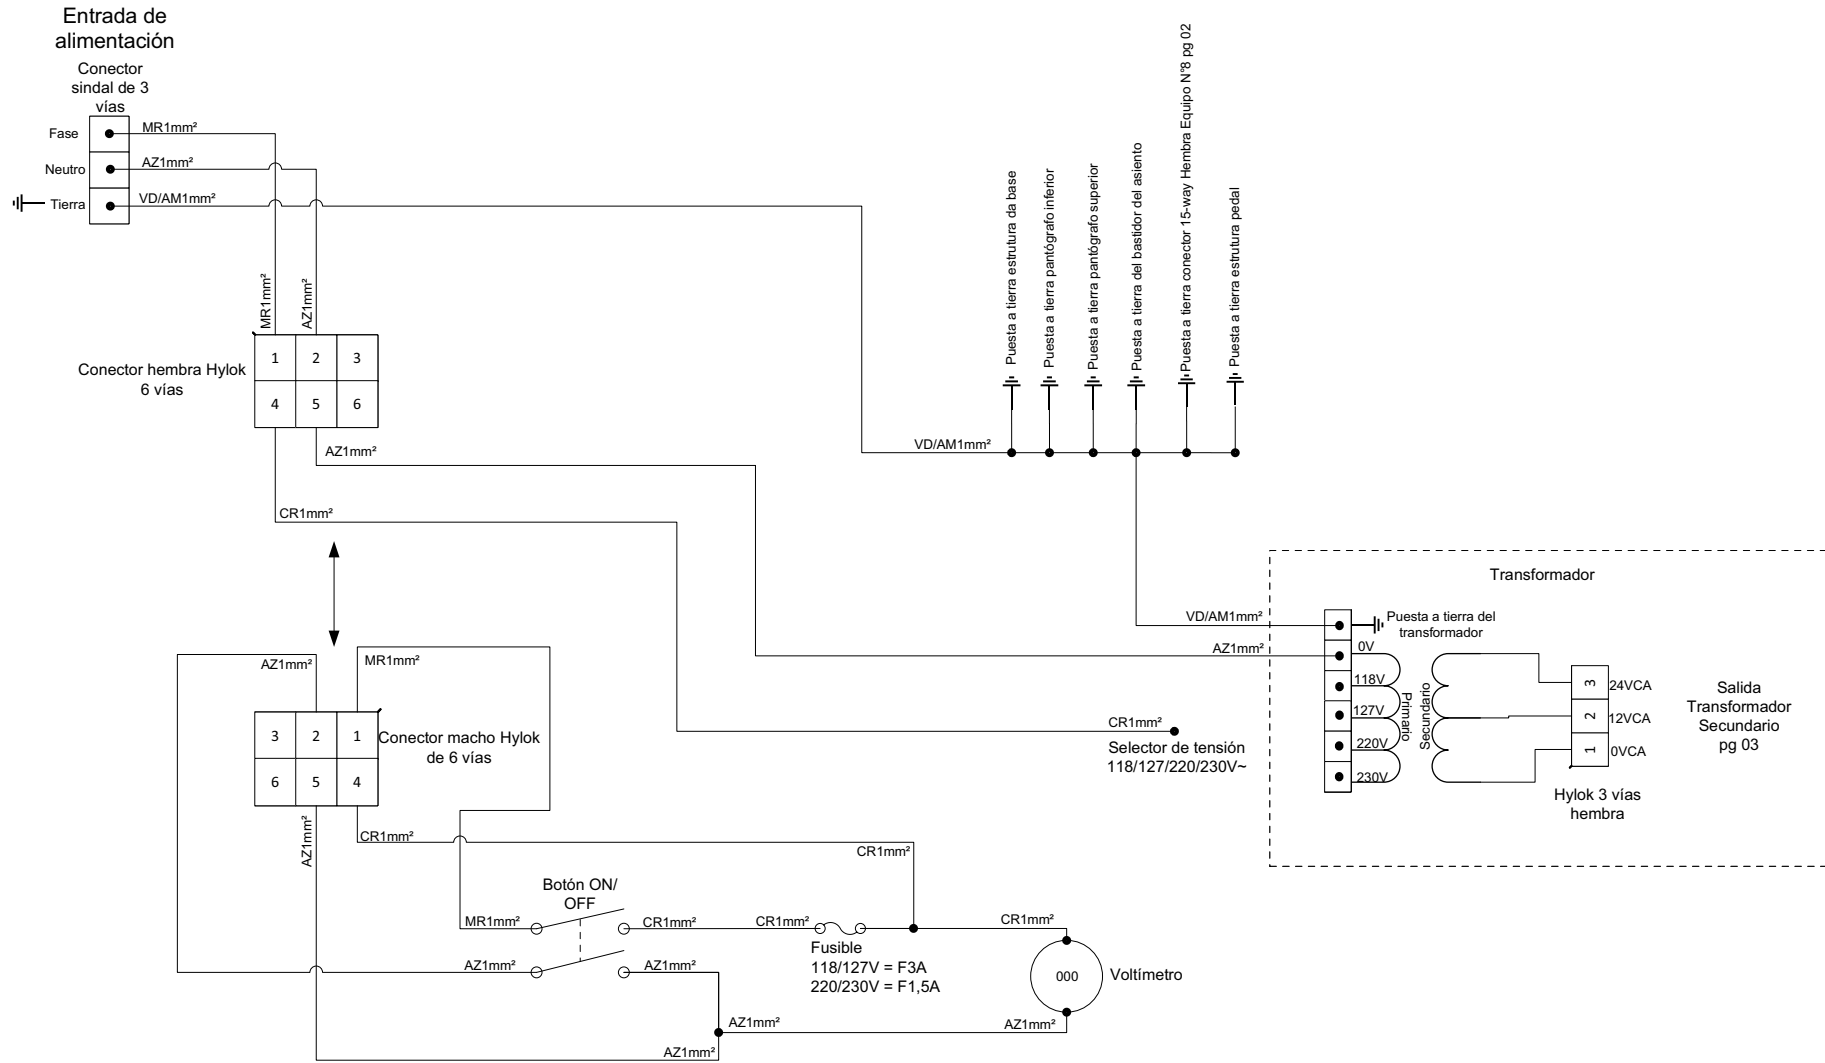 Entrada de
alimentación
Conector
sindal de 3
vías
Fase
MR1mm²
Neutro
AZ1mm²
Tierra
VD/AM1mm²
MR1mm²
AZ1mm²
Conector hembra Hylok
6 vías
1 2 3
4 5 6
AZ1mm²
CR1mm²
Puesta a tierra estrutura da base
Puesta a tierra pantógrafo inferior
Puesta a tierra pantógrafo superior
Puesta a tierra del bastidor del asiento
Puesta a tierra conector 15-way Hembra Equipo N°8 pg 02
Puesta a tierra estrutura pedal
VD/AM1mm²
Transformador
VD/AM1mm²
Puesta a tierra del
transformador
AZ1mm²
0V
118V
127V
220V
230V
Primario
Secundario
3 24VCA
2 12VCA
1 0VCA
Salida
Transformador
Secundario
pg 03
Hylok 3 vías
hembra
CR1mm²
Selector de tensión
118/127/220/230V~
AZ1mm²
MR1mm²
3 2 1
6 5 4
Conector macho Hylok
de 6 vías
AZ1mm²
CR1mm²
CR1mm²
Botón ON/
OFF
MR1mm²
CR1mm²
CR1mm²
CR1mm²
Fusible
118/127V = F3A
220/230V = F1,5A
AZ1mm²
AZ1mm²
000
Voltímetro
AZ1mm²
AZ1mm²
AZ1mm²